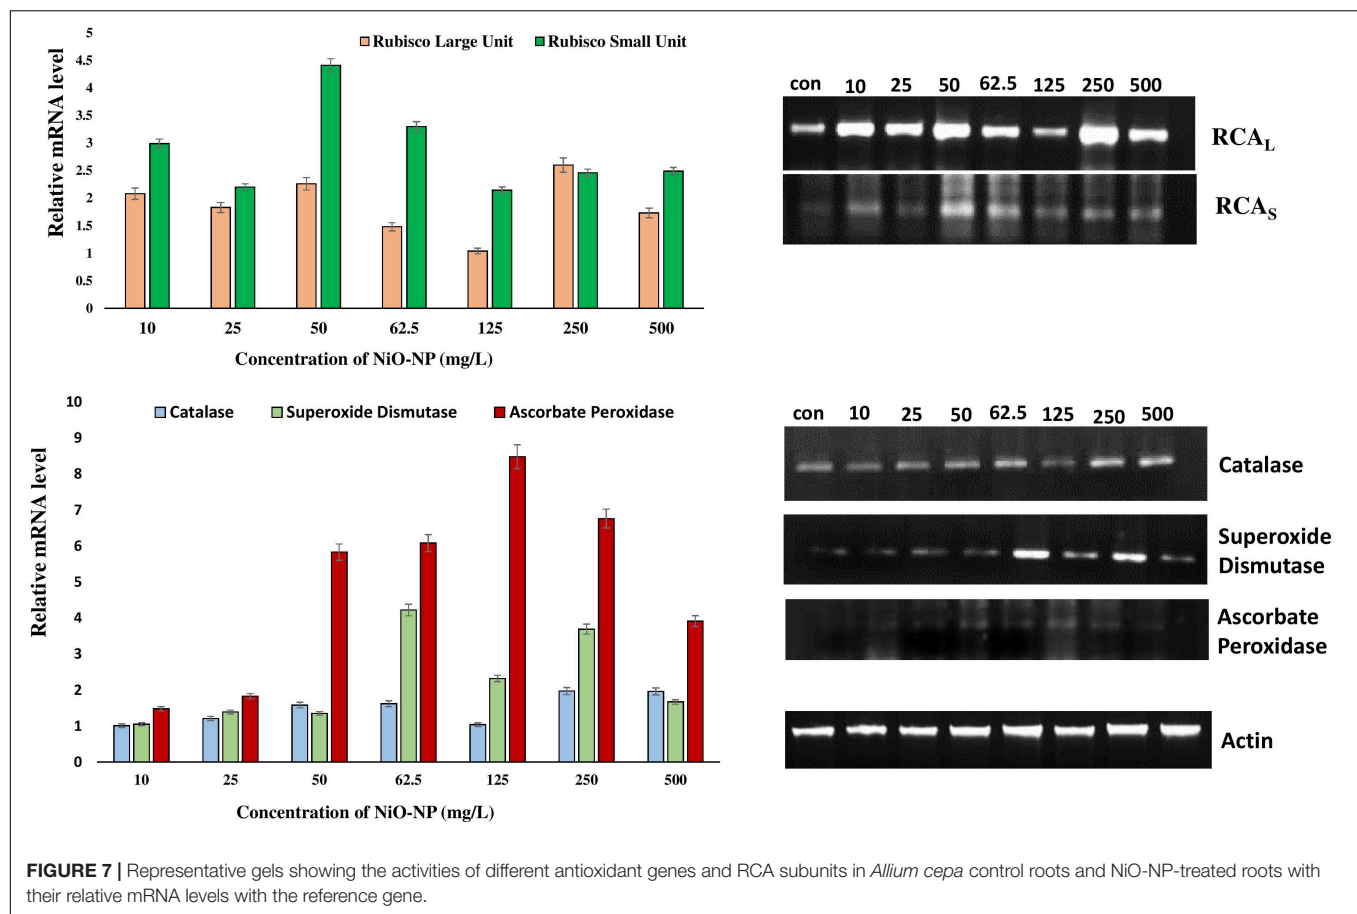 Rubisco Large Unit Rubisco Small Unit
Relative mRNA level
5
4.5
4
3.5
3
2.5
2
1.5
1
0.5
0
10 25 50 62.5 125 250 500
Concentration of NiO-NP (mg/L)
con 10 25 50 62.5 125 250 500
RCAL
RCAS
Catalase Superoxide Dismutase Ascorbate Peroxidase
Relative mRNA level
10
9
8
7
6
5
4
3
2
1
0
10 25 50 62.5 125 250 500
Concentration of NiO-NP (mg/L)
con 10 25 50 62.5 125 250 500
Catalase
Superoxide
Dismutase
Ascorbate
Peroxidase
Actin
FIGURE 7 | Representative gels showing the activities of different antioxidant genes and RCA subunits in Allium cepa control roots and NiO-NP-treated roots with
their relative mRNA levels with the reference gene.